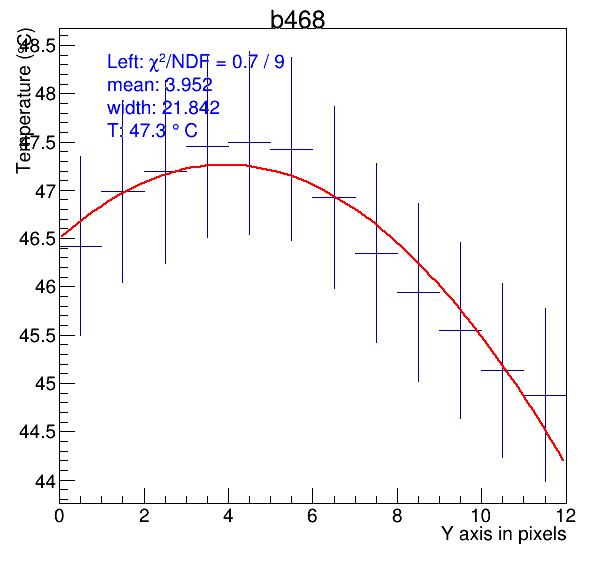 b468
Temperature (°C)
Left: χ²/NDF = 0.7 / 9
mean: 3.952
width: 21.842
T: 47.3 ° C
48.5
48
47.5
47
46.5
46
45.5
45
44.5
44
0 2 4 6 8 10 12
Y axis in pixels